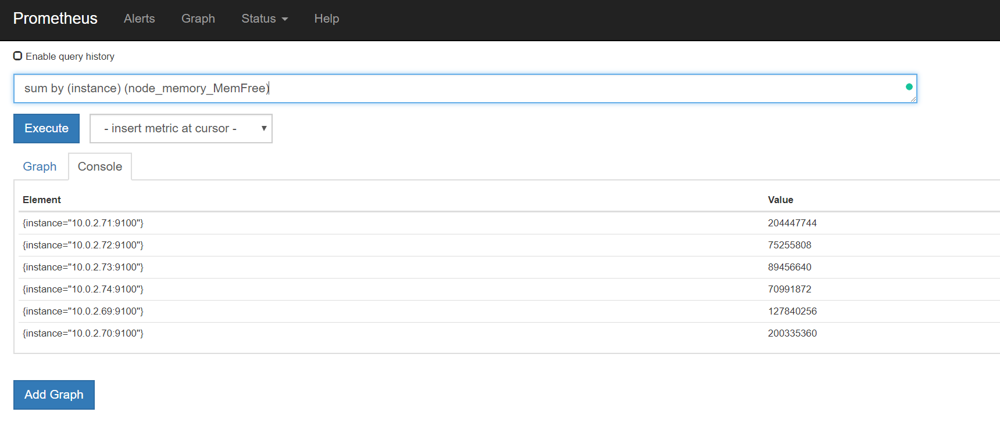 Prometheus Alerts Graph Status Help
Enable query history
sum by (instance) (node_memory_MemFree)
Execute - insert metric at cursor -
Graph Console
Element Value
{instance="10.0.2.71:9100"} 204447744
{instance="10.0.2.72:9100"} 75255808
{instance="10.0.2.73:9100"} 89456640
{instance="10.0.2.74:9100"} 70991872
{instance="10.0.2.69:9100"} 127840256
{instance="10.0.2.70:9100"} 200335360
Add Graph